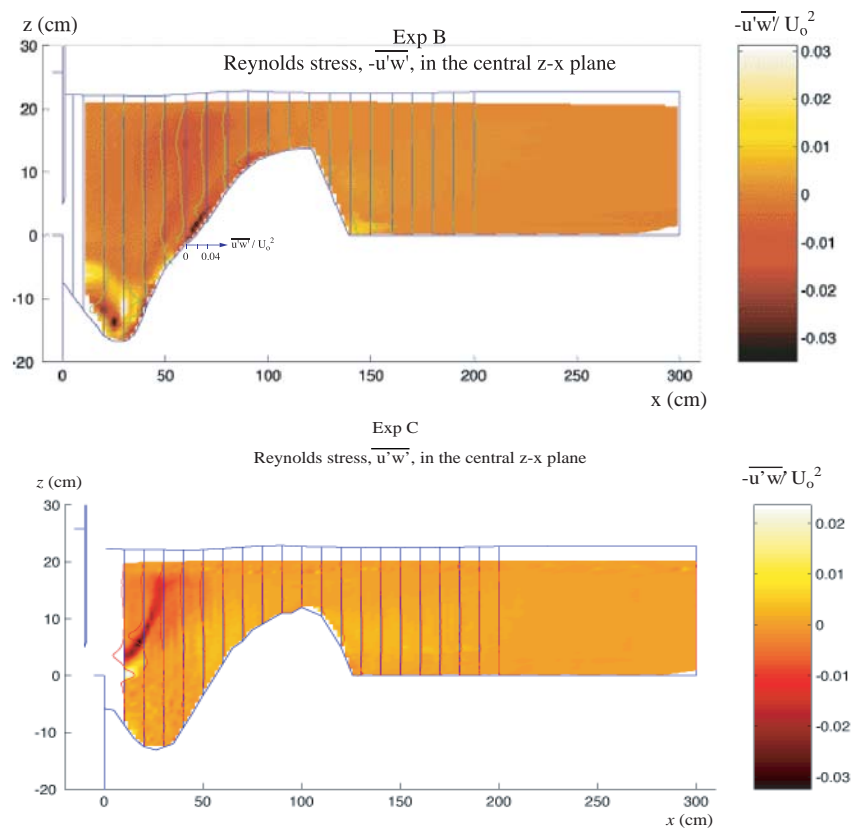 z (cm)
-u'w'/ U₀²
Exp B
Reynolds stress, -u'w', in the central z-x plane
30
20
10
0
-10
-20
0.03
0.02
0.01
0
-0.01
-0.02
-0.03
u'w' / U₀²
0 0.04
0 50 100 150 200 250 300
x (cm)
Exp C
Reynolds stress, u'w', in the central z-x plane
-u'w'/ U₀²
z (cm)
30
20
10
0
-10
-20
0.02
0.01
0
-0.01
-0.02
-0.03
0 50 100 150 200 250 300
x (cm)